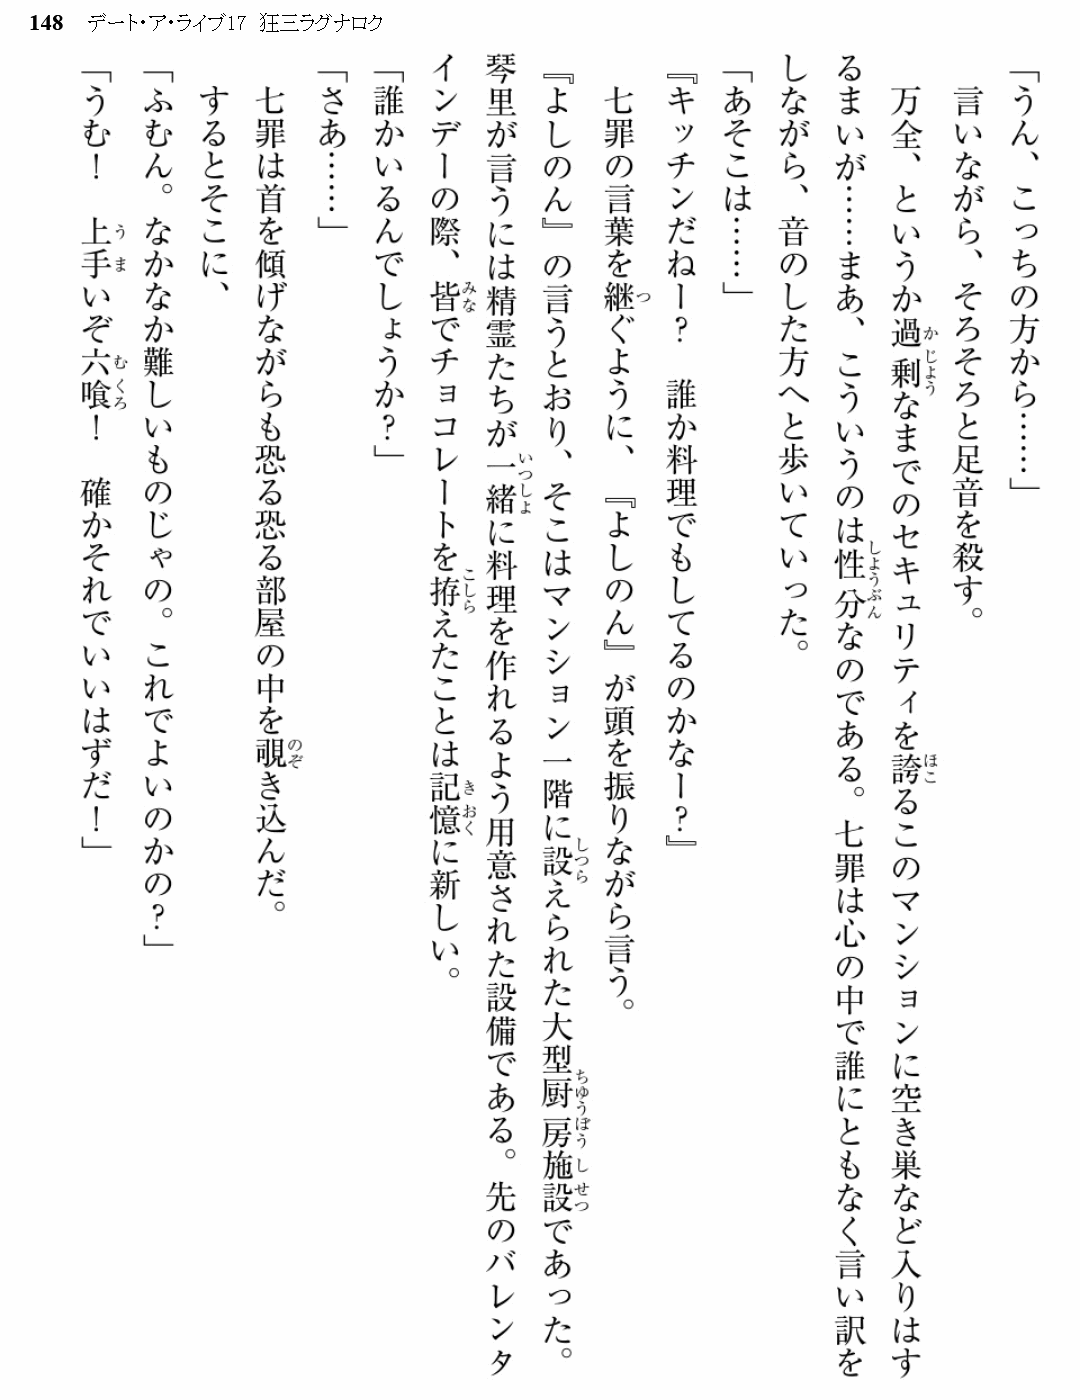 148 デート・ア・ライブ17 狂三ラグナロク
「うん、こっちの方から……」
言いながら、そろそろと足音を殺す。
万全、というか過剰なまでのセキュリティを誇るこのマンションに空き巣など入りはす
るまいが……まあ、こういうのは性分なのである。七罪は心の中で誰にともなく言い訳を
しながら、音のした方へと歩いていった。
「あそこは……」
『キッチンだねー？　誰か料理でもしてるのかなー？』
七罪の言葉を継ぐように、『よしのん』が頭を振りながら言う。
『よしのん』の言うとおり、そこはマンション一階に設えられた大型厨房施設であった。
琴里が言うには精霊たちが一緒に料理を作れるよう用意された設備である。先のバレンタ
インデーの際、皆でチョコレートを拵えたことは記憶に新しい。
「誰かいるんでしょうか？」
「さあ……」
七罪は首を傾げながらも恐る恐る部屋の中を覗き込んだ。
するとそこに、
「ふむん。なかなか難しいものじゃの。これでよいのかの？」
「うむ！　上手いぞ六喰！　確かそれでいいはずだ！」